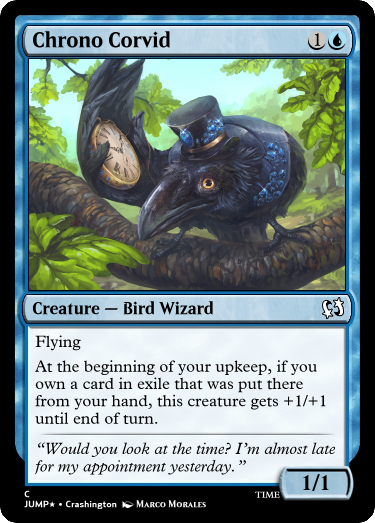 Chrono Corvid 1
Creature — Bird Wizard
Flying
At the beginning of your upkeep, if you
own a card in exile that was put there
from your hand, this creature gets +1/+1
until end of turn.
“Would you look at the time? I’m almost late
for my appointment yesterday.”
1/1
C TIME
JUMP★ • Crashington Marco Morales